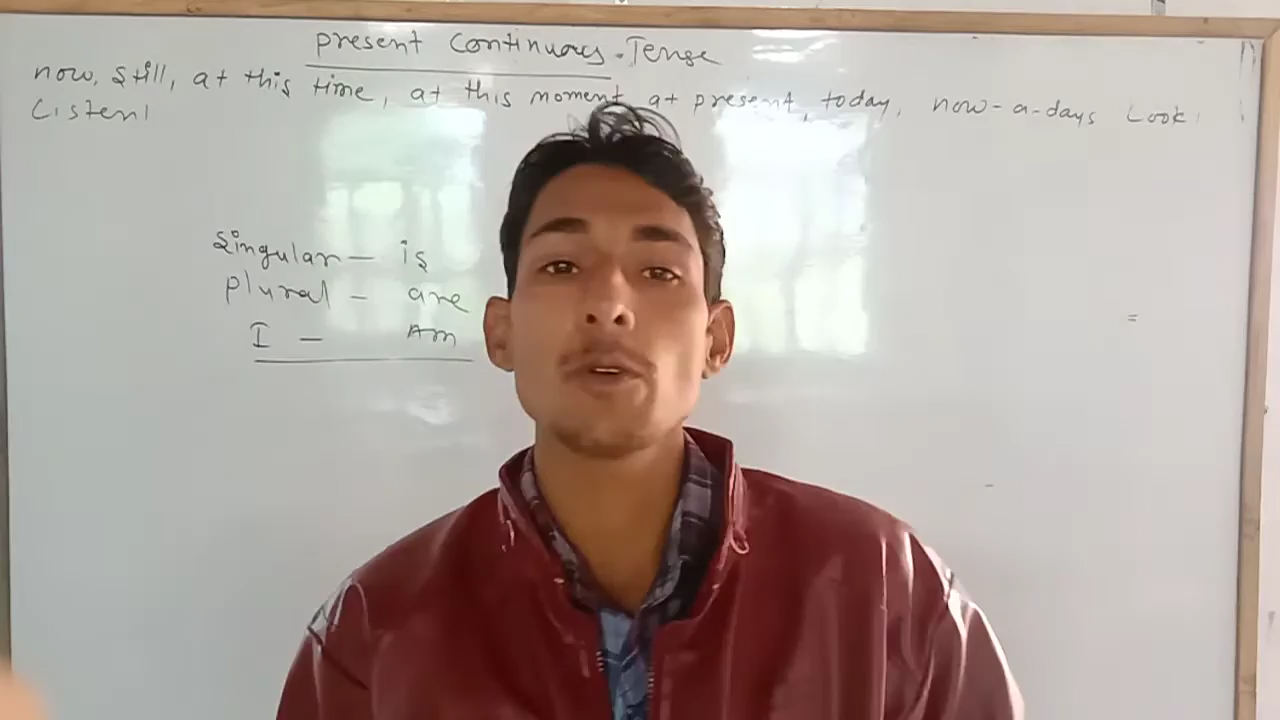 present Continuous Tense
now, still, at this time, at this moment at present, today, now-a-days Look!
Listen!
Singular - is
plural - are
I - Am